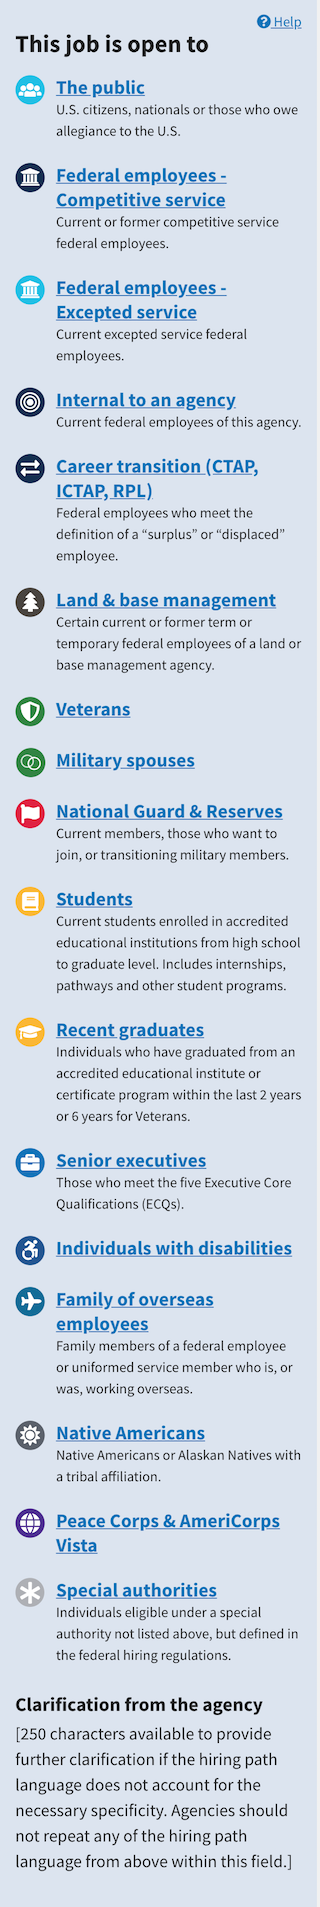 Help
This job is open to
The public
U.S. citizens, nationals or those who owe
allegiance to the U.S.
Federal employees -
Competitive service
Current or former competitive service
federal employees.
Federal employees -
Excepted service
Current excepted service federal
employees.
Internal to an agency
Current federal employees of this agency.
Career transition (CTAP,
ICTAP, RPL)
Federal employees who meet the
definition of a “surplus” or “displaced”
employee.
Land & base management
Certain current or former term or
temporary federal employees of a land or
base management agency.
Veterans
Military spouses
National Guard & Reserves
Current members, those who want to
join, or transitioning military members.
Students
Current students enrolled in accredited
educational institutions from high school
to graduate level. Includes internships,
pathways and other student programs.
Recent graduates
Individuals who have graduated from an
accredited educational institute or
certificate program within the last 2 years
or 6 years for Veterans.
Senior executives
Those who meet the five Executive Core
Qualifications (ECQs).
Individuals with disabilities
Family of overseas
employees
Family members of a federal employee
or uniformed service member who is, or
was, working overseas.
Native Americans
Native Americans or Alaskan Natives with
a tribal affiliation.
Peace Corps & AmeriCorps
Vista
Special authorities
Individuals eligible under a special
authority not listed above, but defined in
the federal hiring regulations.
Clarification from the agency
[250 characters available to provide
further clarification if the hiring path
language does not account for the
necessary specificity. Agencies should
not repeat any of the hiring path
language from above within this field.]